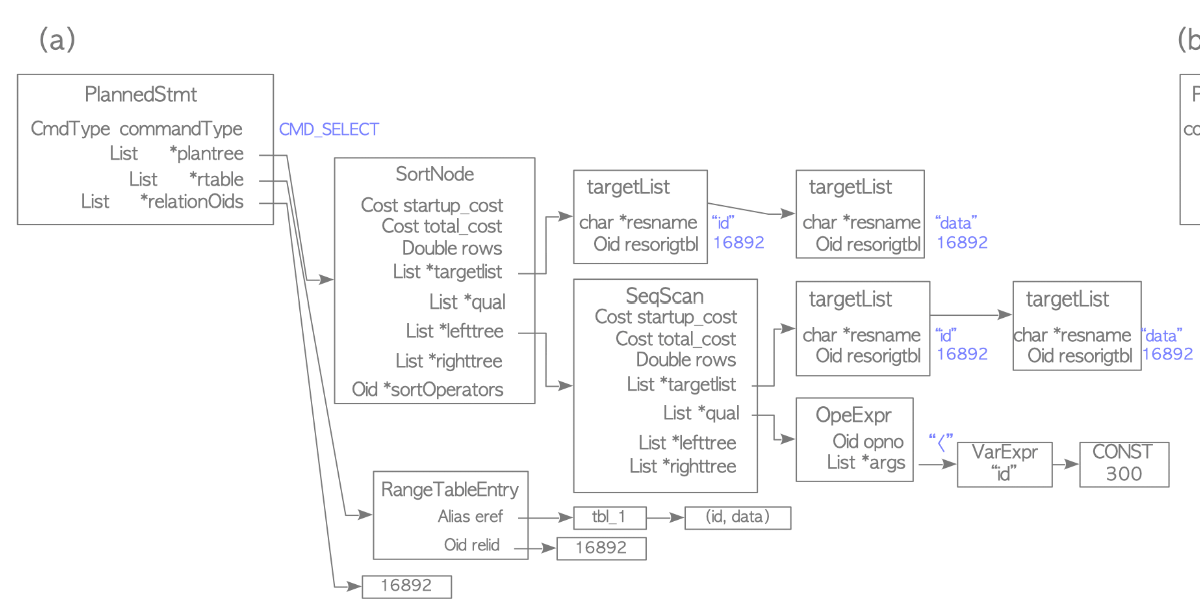 (a)
(b
PlannedStmt
CmdType commandType CMD_SELECT
List *plantree
List *rtable
List *relationOids
SortNode
Cost startup_cost
Cost total_cost
Double rows
List *targetlist
List *qual
List *lefttree
List *righttree
Oid *sortOperators
targetList
char *resname "id"
Oid resorigtbl 16892
targetList
char *resname "data"
Oid resorigtbl 16892
SeqScan
Cost startup_cost
Cost total_cost
Double rows
List *targetlist
List *qual
List *lefttree
List *righttree
targetList
char *resname "id"
Oid resorigtbl 16892
targetList
char *resname "data"
Oid resorigtbl 16892
OpeExpr
Oid opno "<"
List *args
VarExpr
"id"
CONST
300
RangeTableEntry
Alias eref
Oid relid
tbl_1
(id, data)
16892
16892